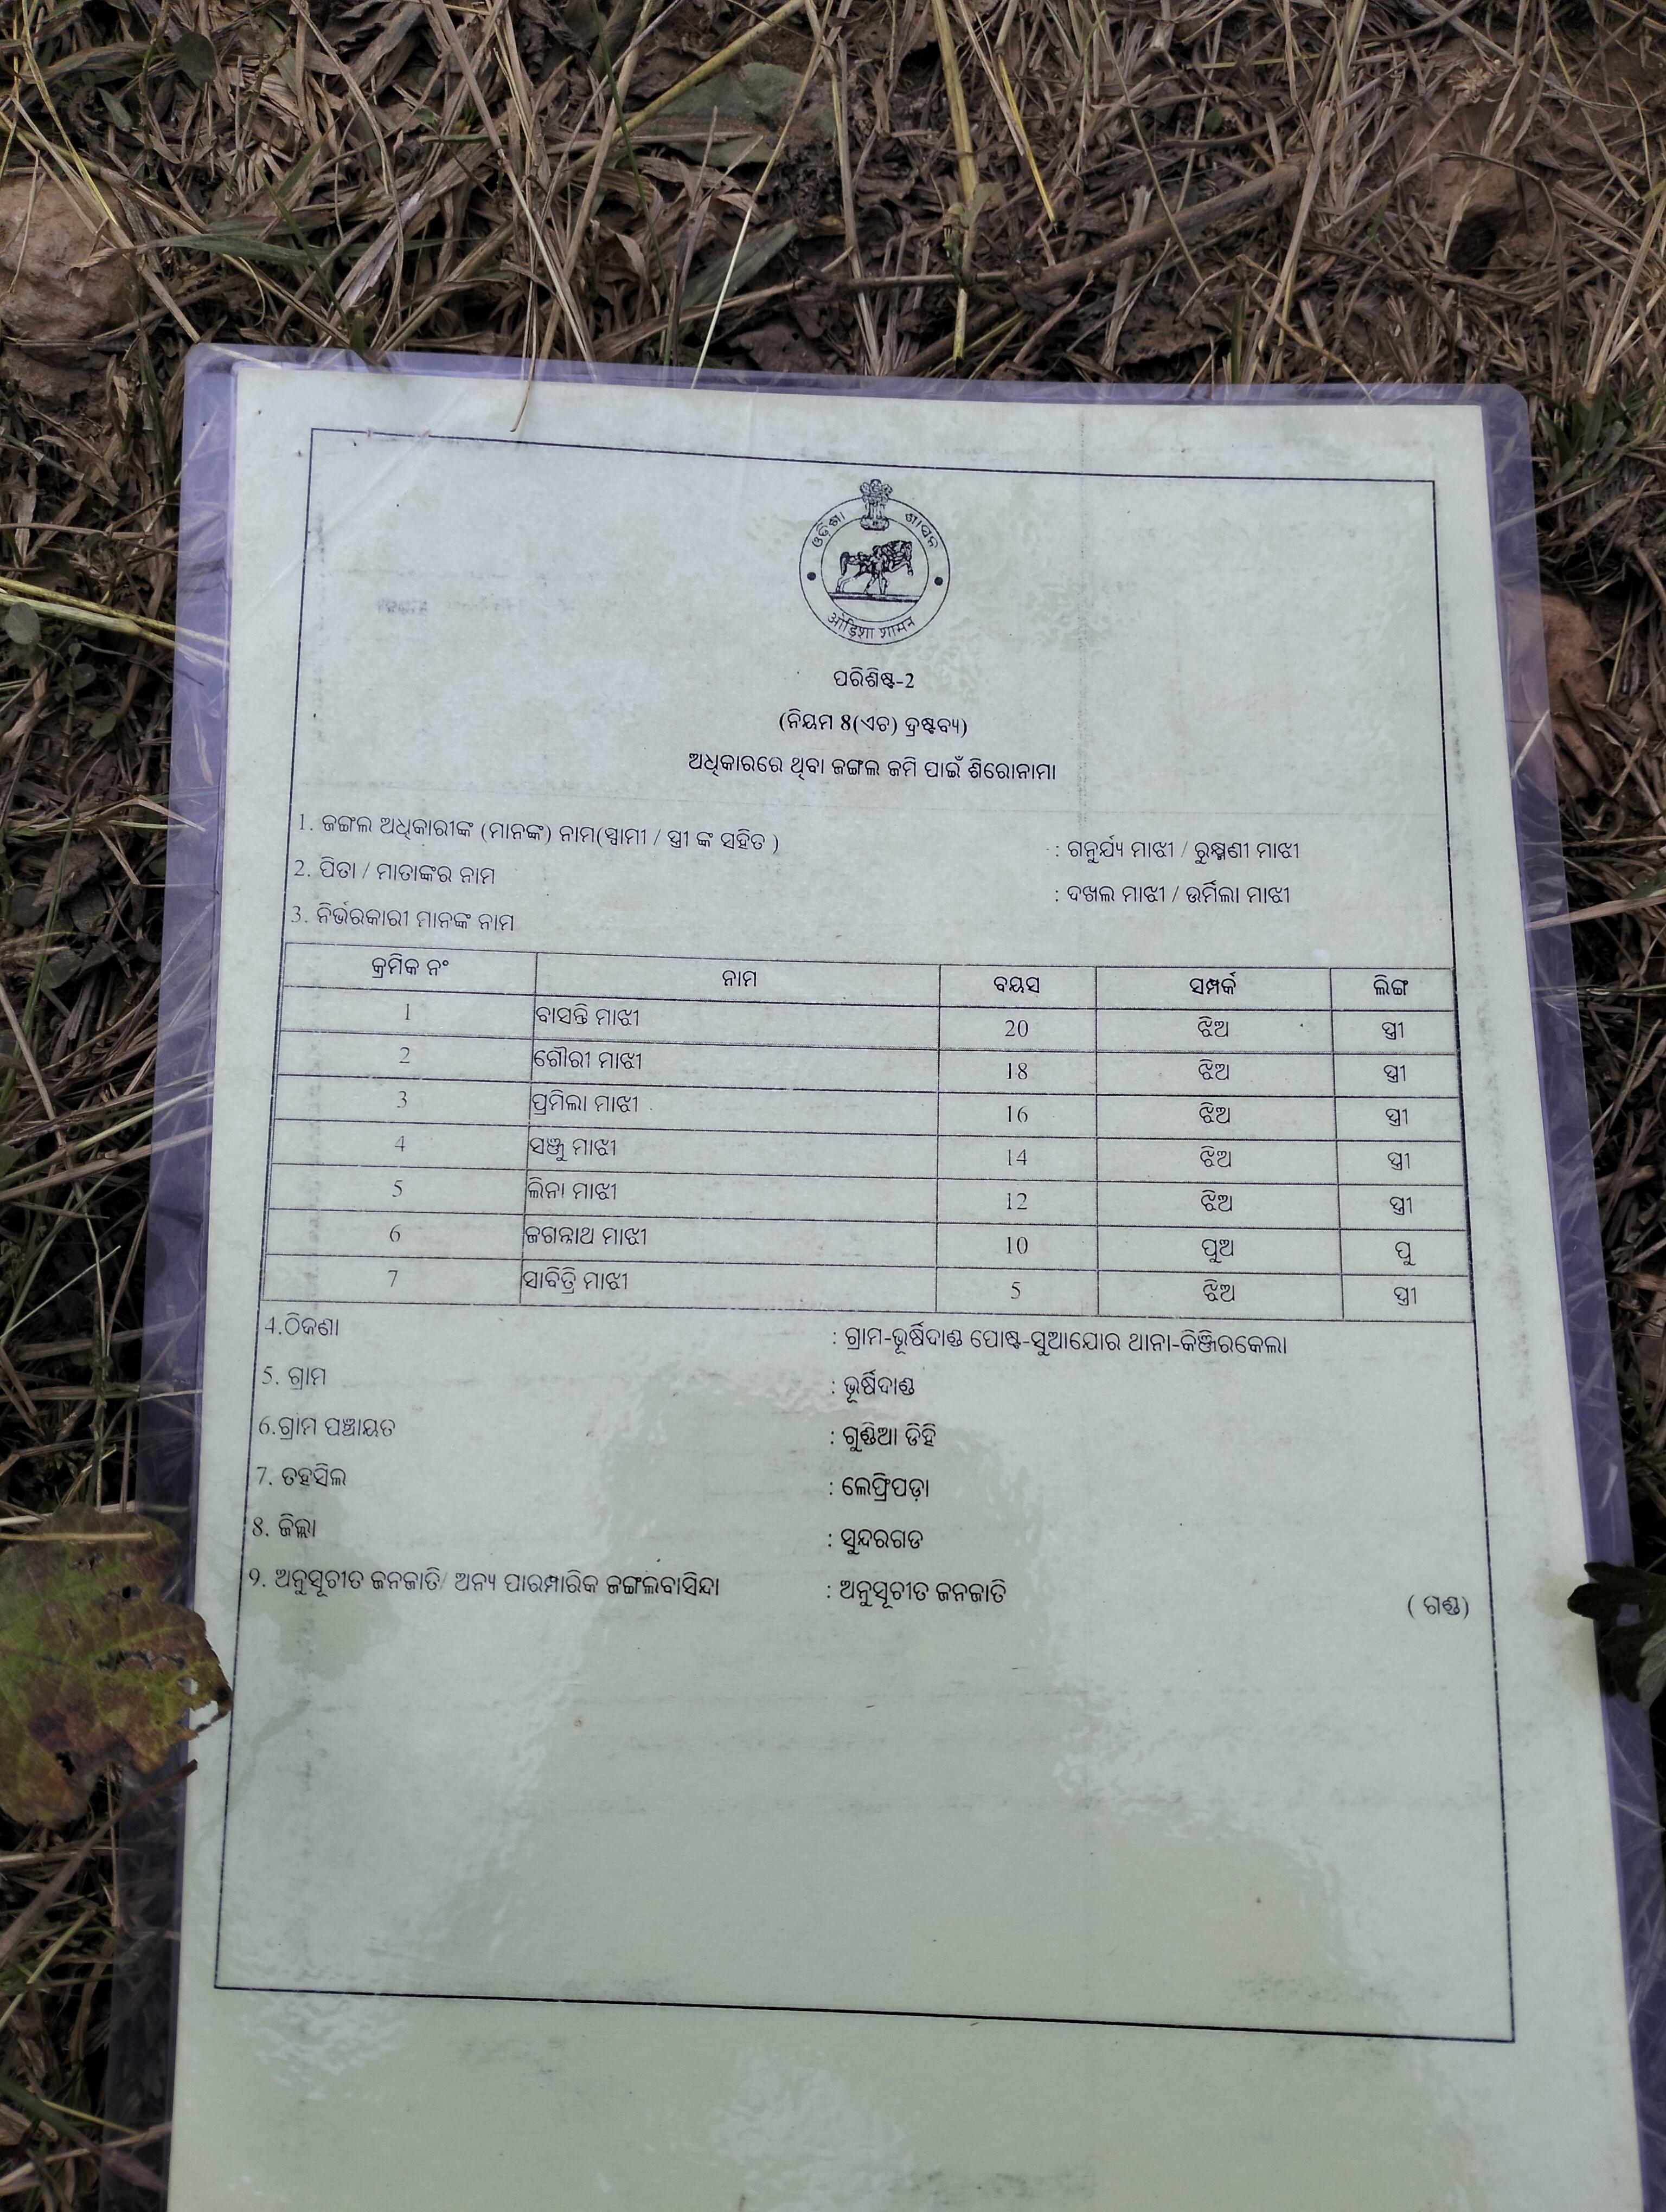 ଓଡ଼ିଶା ଶାସନ
ओड़िशा शासन
ପରିଶିଷ୍ଟ-2
(ନିୟମ 8(ଏଚ) ଦ୍ରଷ୍ଟବ୍ୟ)
ଅଧିକାରରେ ଥିବା ଜଙ୍ଗଲ ଜମି ପାଇଁ ଶିରୋନାମା
1. ଜଙ୍ଗଲ ଅଧିକାରୀଙ୍କ (ମାନଙ୍କ) ନାମ(ସ୍ଵାମୀ / ସ୍ତ୍ରୀ ଙ୍କ ସହିତ ) : ଗନୁର୍ଯ୍ୟ ମାଝୀ / ରୁକ୍ମଣୀ ମାଝୀ
2. ପିତା / ମାତାଙ୍କର ନାମ : ଦଖଲ ମାଝୀ / ଉର୍ମିଲା ମାଝୀ
3. ନିର୍ଭରକାରୀ ମାନଙ୍କ ନାମ
କ୍ରମିକ ନଂ ନାମ ବୟସ ସମ୍ପର୍କ ଲିଙ୍ଗ
1 ବାସନ୍ତି ମାଝୀ 20 ଝିଅ ସ୍ତ୍ରୀ
2 ଗୌରୀ ମାଝୀ 18 ଝିଅ ସ୍ତ୍ରୀ
3 ପ୍ରମିଲା ମାଝୀ 16 ଝିଅ ସ୍ତ୍ରୀ
4 ସଞ୍ଜୁ ମାଝୀ 14 ଝିଅ ସ୍ତ୍ରୀ
5 ଲିନା ମାଝୀ 12 ଝିଅ ସ୍ତ୍ରୀ
6 ଜଗନ୍ନାଥ ମାଝୀ 10 ପୁଅ ପୁ
7 ସାବିତ୍ରି ମାଝୀ 5 ଝିଅ ସ୍ତ୍ରୀ
4.ଠିକଣା : ଗ୍ରାମ-ଭୂର୍ଷିଦାଣ୍ଡ ପୋଷ୍ଟ-ସୁଆଯୋର ଥାନା-କିଞ୍ଜିରକେଲା
5. ଗ୍ରାମ : ଭୂର୍ଷିଦାଣ୍ଡ
6.ଗ୍ରାମ ପଞ୍ଚାୟତ : ଗୁଣ୍ଡିଆ ଡିହି
7. ତହସିଲ : ଲେଫ୍ରିପଡ଼ା
8. ଜିଲ୍ଲା : ସୁନ୍ଦରଗଡ
9. ଅନୁସୂଚୀତ ଜନଜାତି/ ଅନ୍ୟ ପାରମ୍ପାରିକ ଜଙ୍ଗଲବାସିନ୍ଦା : ଅନୁସୂଚୀତ ଜନଜାତି ( ଗଣ୍ଡ)